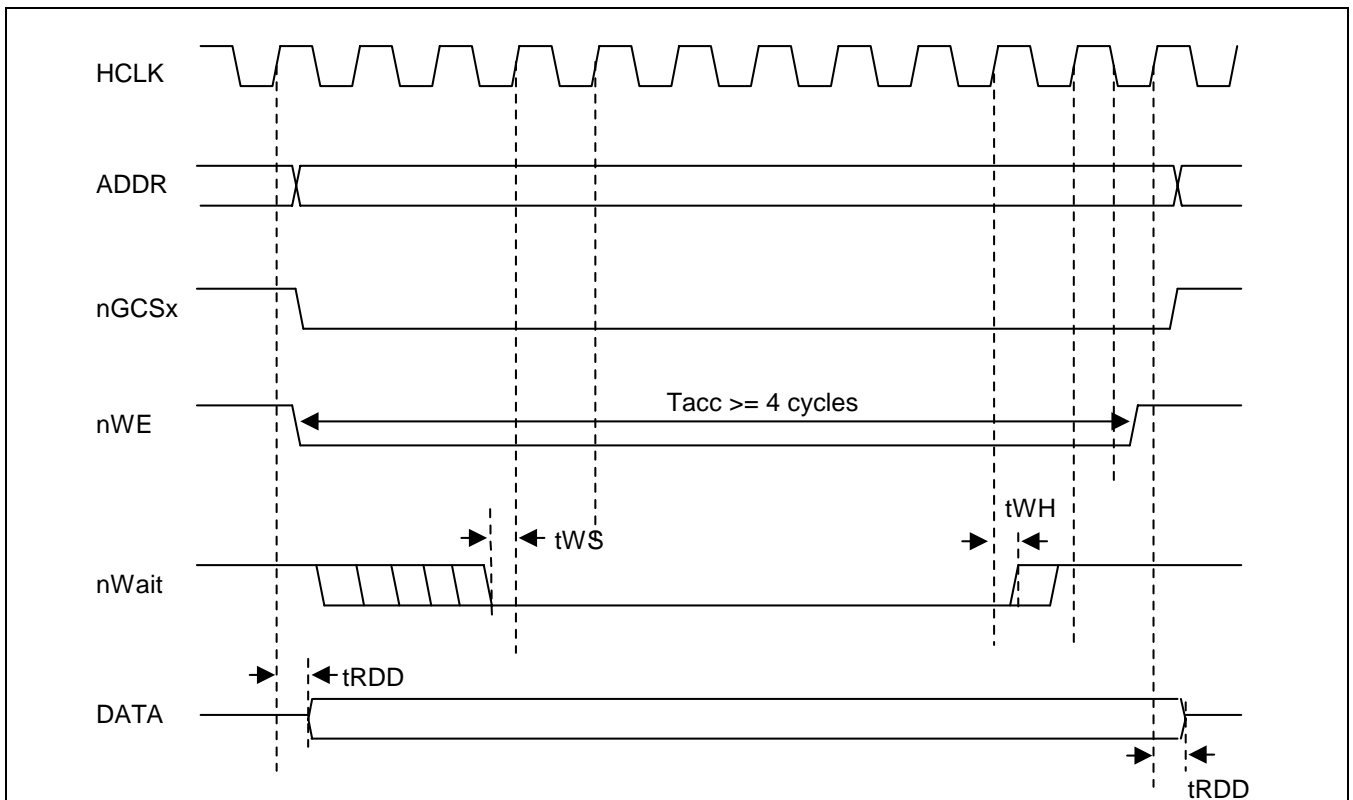 HCLK
ADDR
nGCSx
Tacc >= 4 cycles
nWE
tWH
tWS
nWait
tRDD
DATA
tRDD